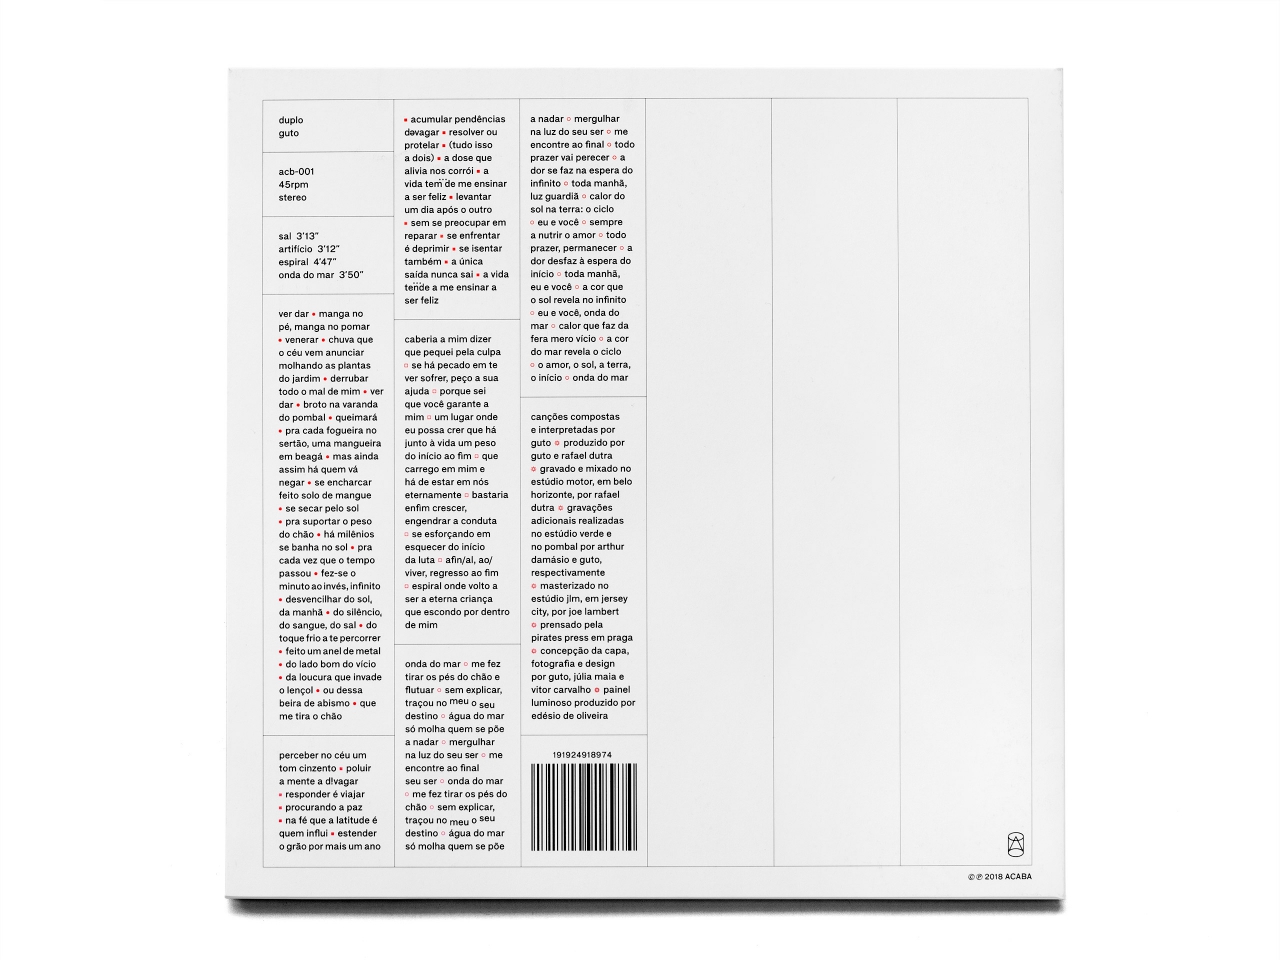 duplo
guto
acb-001
45rpm
stereo
sal 3'13"
artifício 3'12"
espiral 4'47"
onda do mar 3'50"
ver dar • manga no
pé, manga no pomar
• venerar • chuva que
o céu vem anunciar
molhando as plantas
do jardim • derrubar
todo o mal de mim • ver
dar • broto na varanda
do pombal • queimará
• pra cada fogueira no
sertão, uma mangueira
em beagá • mas ainda
assim há quem vá
negar • se encharcar
feito solo de mangue
• se secar pelo sol
• pra suportar o peso
do chão • há milênios
se banha no sol • pra
cada vez que o tempo
passou • fez-se o
minuto ao invés, infinito
• desvencilhar do sol,
da manhã • do silêncio,
do sangue, do sal • do
toque frio a te percorrer
• feito um anel de metal
• do lado bom do vício
• da loucura que invade
o lençol • ou dessa
beira de abismo • que
me tira o chão
perceber no céu um
tom cinzento ▪ poluir
a mente a d!vagar
▪ responder é viajar
▪ procurando a paz
▪ na fé que a latitude é
quem influi ▪ estender
o grão por mais um ano
▪ acumular pendências
devagar ▪ resolver ou
protelar ▪ (tudo isso
a dois) ▪ a dose que
alivia nos corrói ▪ a
vida tem de me ensinar
a ser feliz ▪ levantar
um dia após o outro
▪ sem se preocupar em
reparar ▪ se enfrentar
é deprimir ▪ se isentar
também ▪ a única
saída nunca sai ▪ a vida
tende a me ensinar a
ser feliz
caberia a mim dizer
que pequei pela culpa
▫ se há pecado em te
ver sofrer, peço a sua
ajuda ▫ porque sei
que você garante a
mim ▫ um lugar onde
eu possa crer que há
junto à vida um peso
do início ao fim ▫ que
carrego em mim e
há de estar em nós
eternamente ▫ bastaria
enfim crescer,
engendrar a conduta
▫ se esforçando em
esquecer do início
da luta ▫ afin/al, ao/
viver, regresso ao fim
▫ espiral onde volto a
ser a eterna criança
que escondo por dentro
de mim
onda do mar ○ me fez
tirar os pés do chão e
flutuar ○ sem explicar,
traçou no meu o seu
destino ○ água do mar
só molha quem se põe
a nadar ○ mergulhar
na luz do seu ser ○ me
encontre ao final
seu ser ○ onda do mar
○ me fez tirar os pés do
chão ○ sem explicar,
traçou no meu o seu
destino ○ água do mar
só molha quem se põe
a nadar ○ mergulhar
na luz do seu ser ○ me
encontre ao final ○ todo
prazer vai perecer ○ a
dor se faz na espera do
infinito ○ toda manhã,
luz guardiã ○ calor do
sol na terra: o ciclo
○ eu e você ○ sempre
a nutrir o amor ○ todo
prazer, permanecer ○ a
dor desfaz à espera do
início ○ toda manhã,
eu e você ○ a cor que
o sol revela no infinito
○ eu e você, onda do
mar ○ calor que faz da
fera mero vício ○ a cor
do mar revela o ciclo
○ o amor, o sol, a terra,
o início ○ onda do mar
canções compostas
e interpretadas por
guto ⚙ produzido por
guto e rafael dutra
⚙ gravado e mixado no
estúdio motor, em belo
horizonte, por rafael
dutra ⚙ gravações
adicionais realizadas
no estúdio verde e
no pombal por arthur
damásio e guto,
respectivamente
⚙ masterizado no
estúdio jlm, em jersey
city, por joe lambert
⚙ prensado pela
pirates press em praga
⚙ concepção da capa,
fotografia e design
por guto, júlia maia e
vitor carvalho ⚙ painel
luminoso produzido por
edésio de oliveira
191924918974
©℗ 2018 ACABA